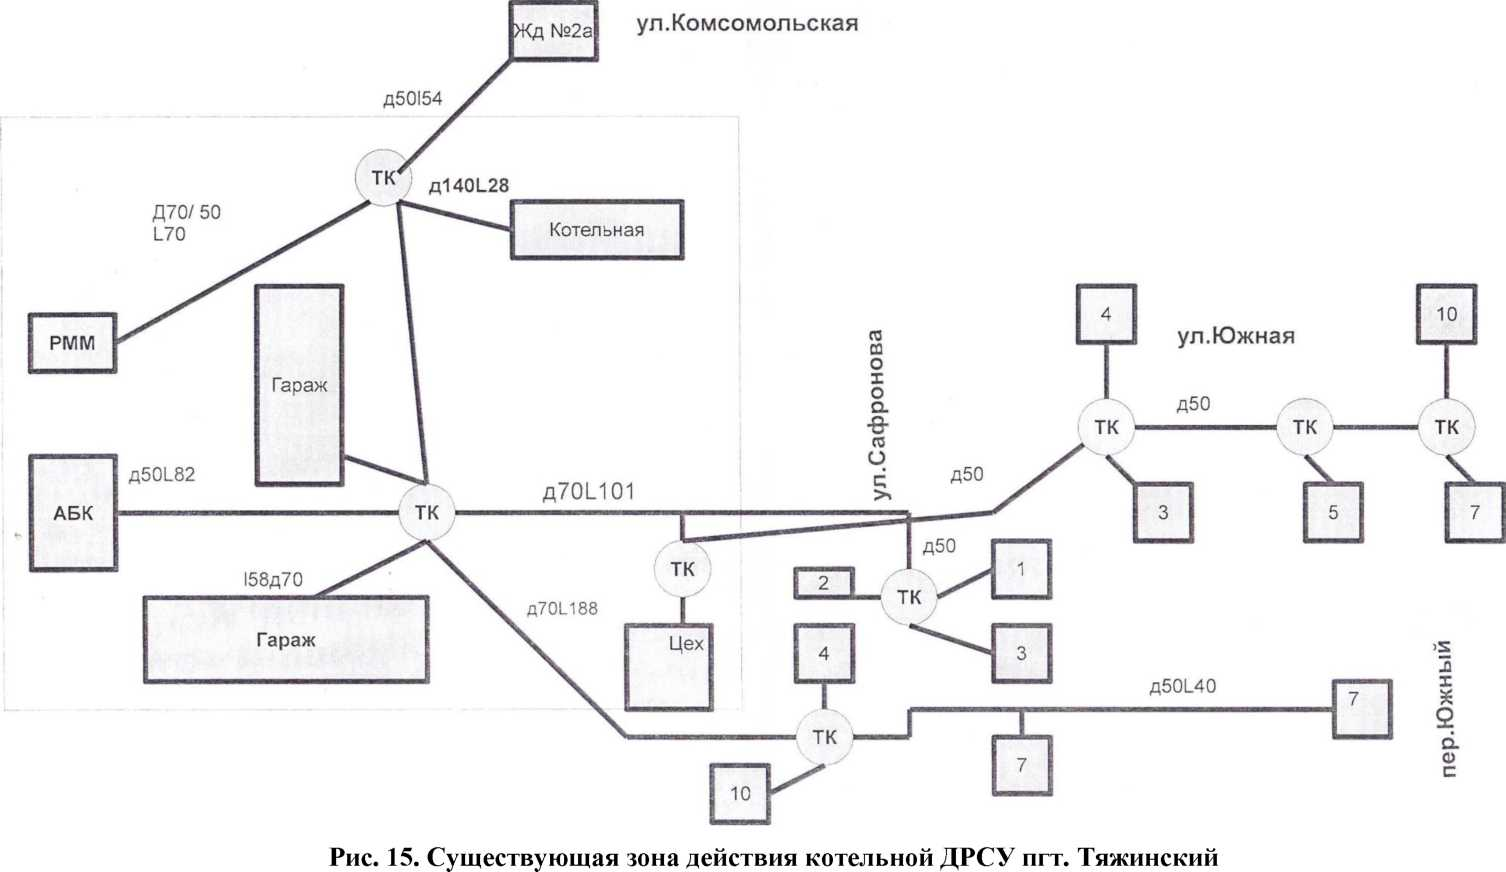 Жд №2а
ул.Комсомольская
д50l54
ТК
д140L28
Д70/ 50
L70
Котельная
РММ
Гараж
ул.Сафронова
4
ул.Южная
10
ТК
д50
ТК
ТК
д50L82
д70L101
д50
АБК
ТК
3
5
7
д50
l58д70
ТК
2
ТК
1
д70L188
Гараж
Цех
4
3
пер.Южный
д50L40
7
ТК
7
10
Рис. 15. Существующая зона действия котельной ДРСУ пгт. Тяжинский